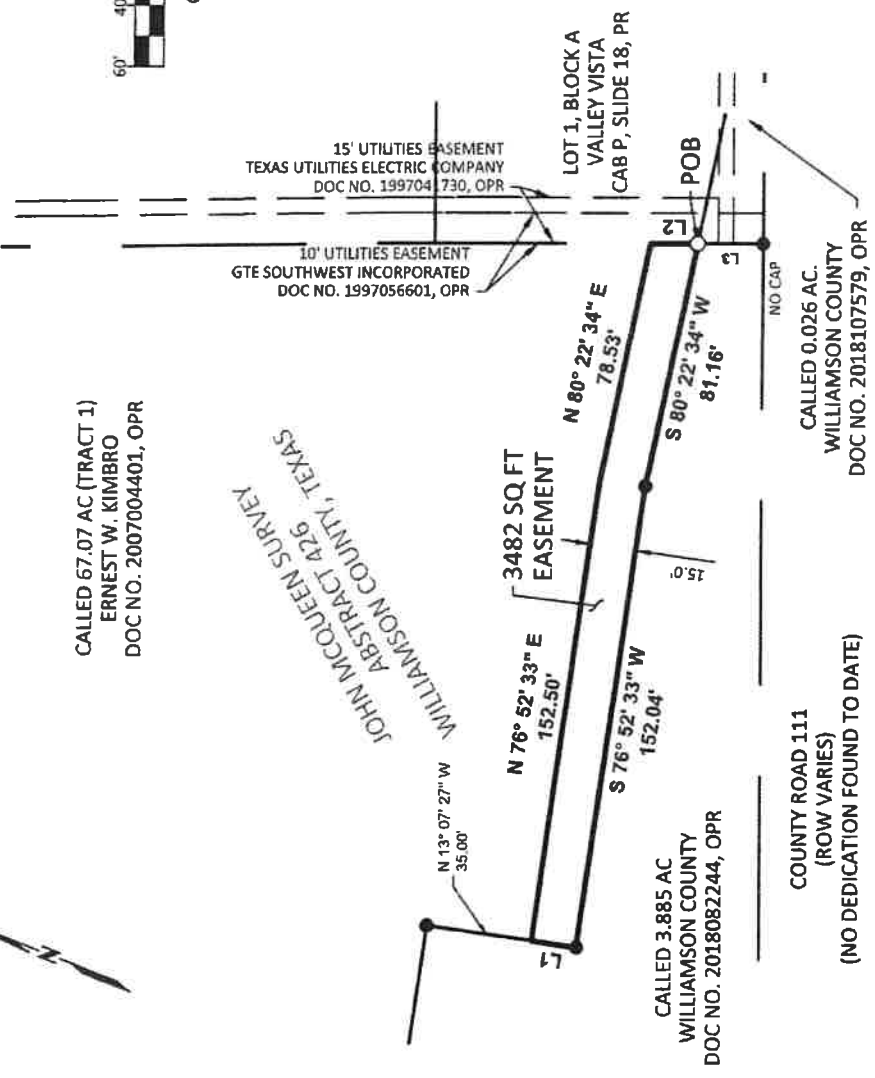 60'
40
CALLED 67.07 AC (TRACT 1)
ERNEST W. KIMBRO
DOC NO. 2007004401, OPR
15' UTILITIES EASEMENT
TEXAS UTILITIES ELECTRIC COMPANY
DOC NO. 1997041730, OPR
10' UTILITIES EASEMENT
GTE SOUTHWEST INCORPORATED
DOC NO. 1997056601, OPR
LOT 1, BLOCK A
VALLEY VISTA
CAB P, SLIDE 18, PR
JOHN MCQUEEN SURVEY
ABSTRACT 426
WILLIAMSON COUNTY, TEXAS
N
N 13° 07' 27" W
35.00'
N 76° 52' 33" E
152.50'
3482 SQ FT
EASEMENT
N 80° 22' 34" E
78.53'
L2
POB
L1
S 76° 52' 33" W
152.04'
15.0'
S 80° 22' 34" W
81.16'
L3
NO CAP
CALLED 3.885 AC
WILLIAMSON COUNTY
DOC NO. 2018082244, OPR
COUNTY ROAD 111
(ROW VARIES)
(NO DEDICATION FOUND TO DATE)
CALLED 0.026 AC.
WILLIAMSON COUNTY
DOC NO. 2018107579, OPR